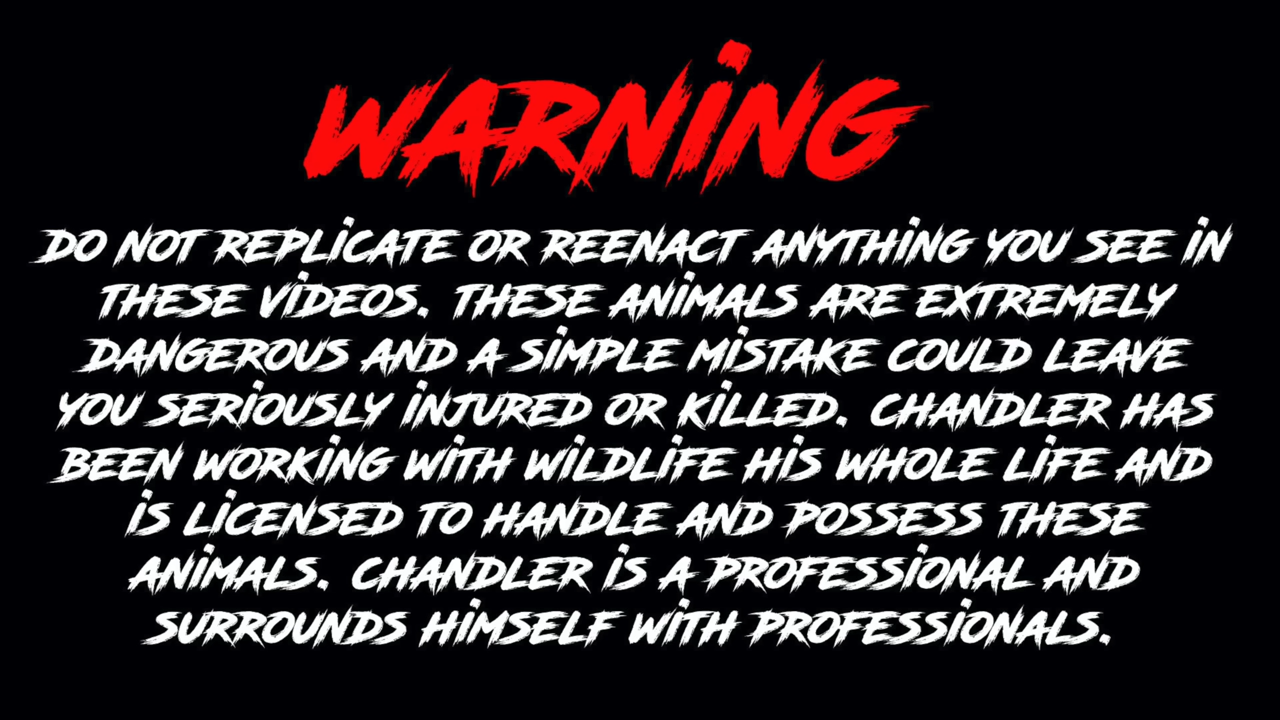 WARNING
DO NOT REPLICATE OR REENACT ANYTHING YOU SEE IN
THESE VIDEOS. THESE ANIMALS ARE EXTREMELY
DANGEROUS AND A SIMPLE MISTAKE COULD LEAVE
YOU SERIOUSLY INJURED OR KILLED. CHANDLER HAS
BEEN WORKING WITH WILDLIFE HIS WHOLE LIFE AND
IS LICENSED TO HANDLE AND POSSESS THESE
ANIMALS. CHANDLER IS A PROFESSIONAL AND
SURROUNDS HIMSELF WITH PROFESSIONALS.